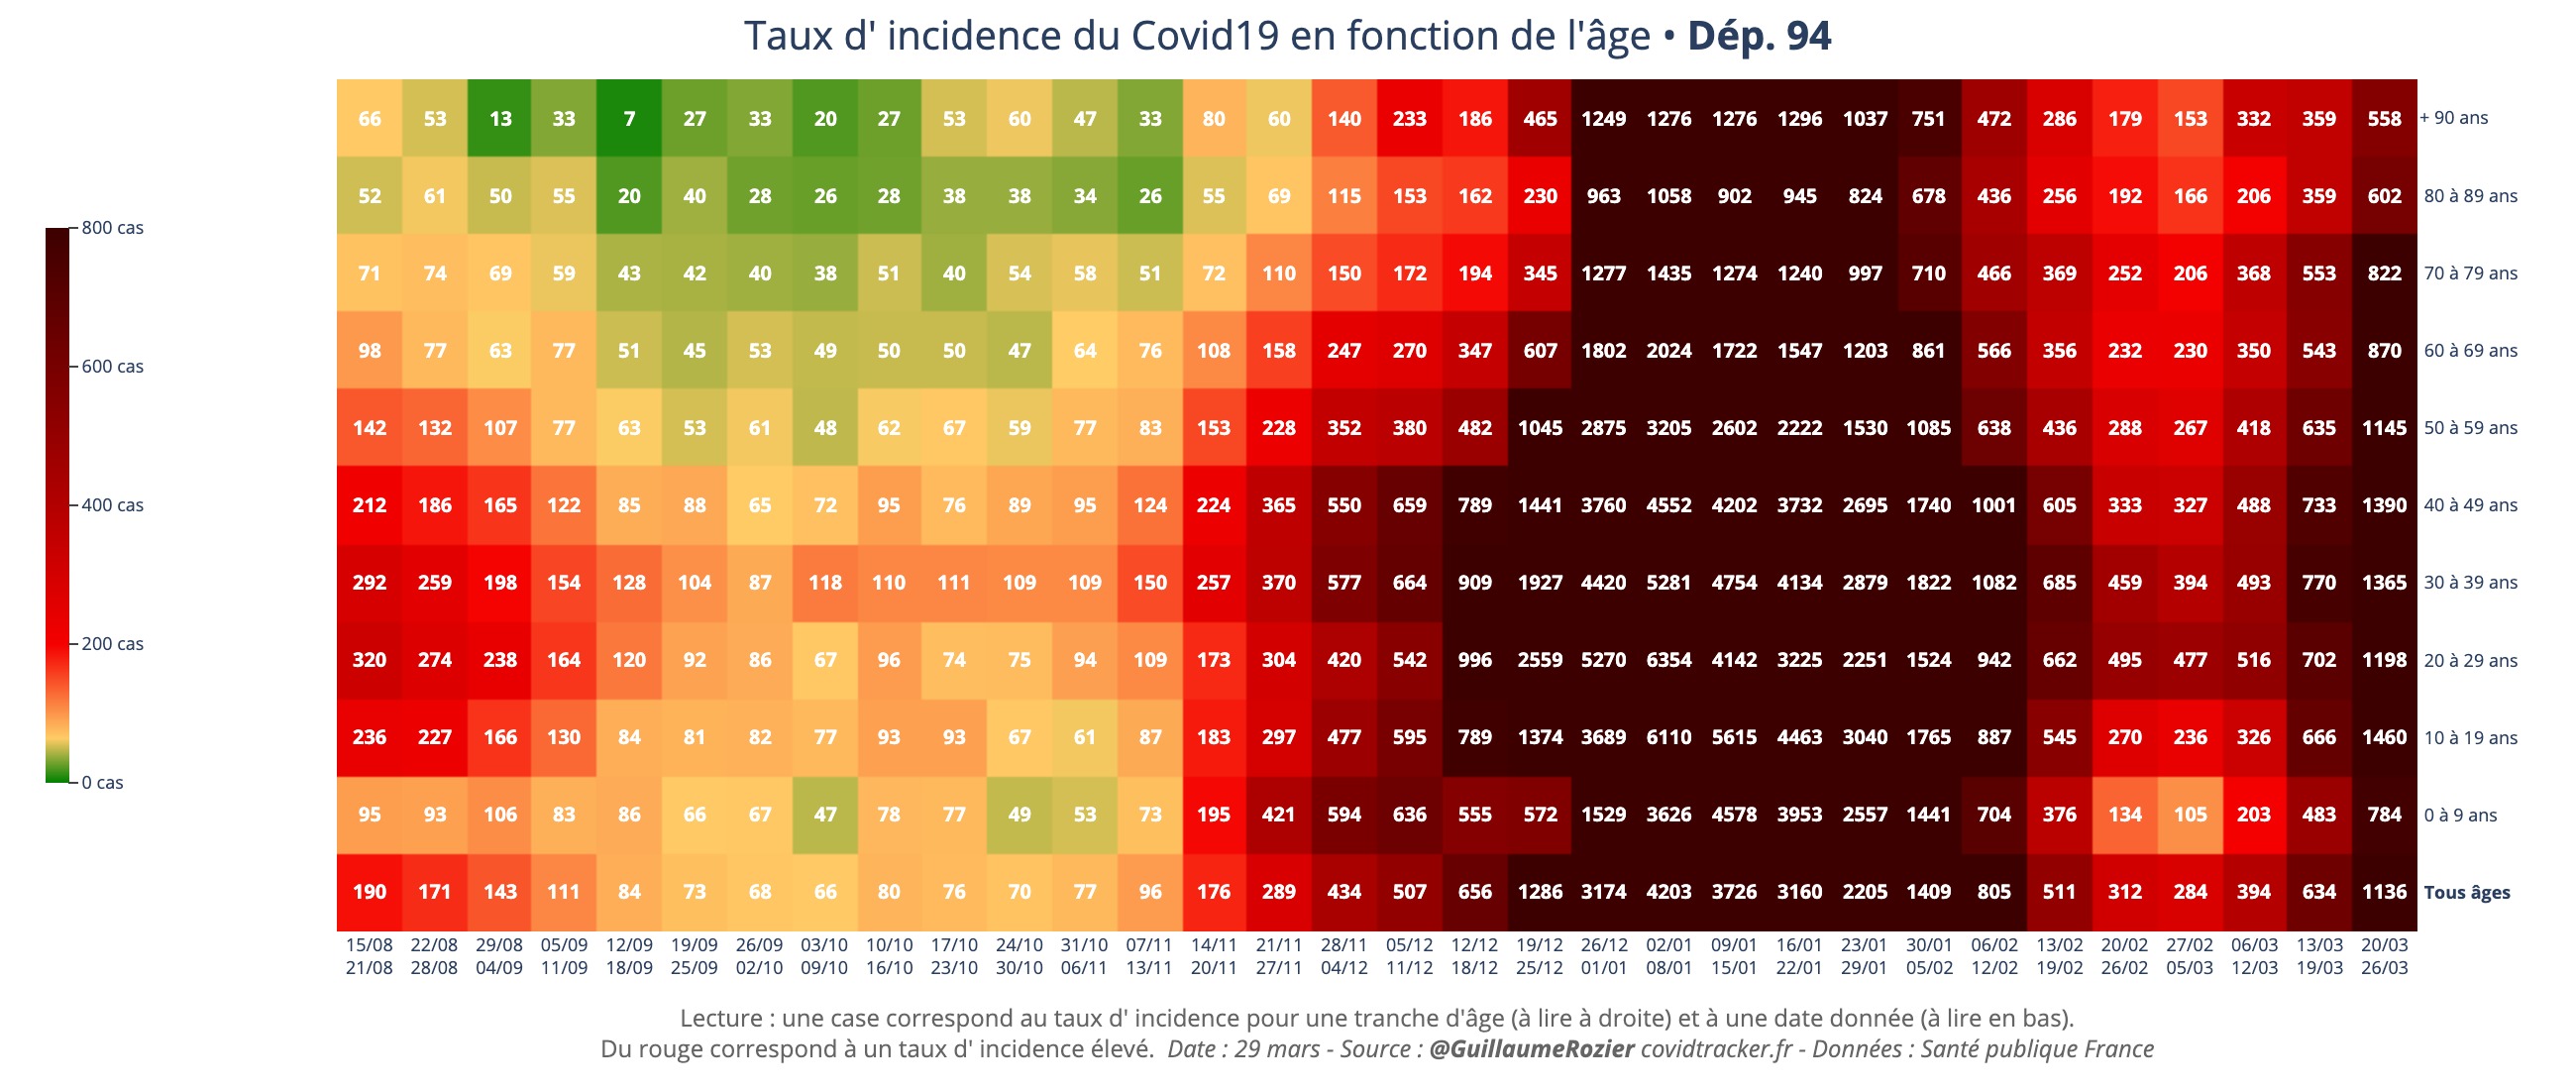 Taux d' incidence du Covid19 en fonction de l'âge • Dép. 94
800 cas
600 cas
400 cas
200 cas
0 cas
66 53 13 33 7 27 33 20 27 53 60 47 33 80 60 140 233 186 465 1249 1276 1276 1296 1037 751 472 286 179 153 332 359 558 + 90 ans
52 61 50 55 20 40 28 26 28 38 38 34 26 55 69 115 153 162 230 963 1058 902 945 824 678 436 256 192 166 206 359 602 80 à 89 ans
71 74 69 59 43 42 40 38 51 40 54 58 51 72 110 150 172 194 345 1277 1435 1274 1240 997 710 466 369 252 206 368 553 822 70 à 79 ans
98 77 63 77 51 45 53 49 50 50 47 64 76 108 158 247 270 347 607 1802 2024 1722 1547 1203 861 566 356 232 230 350 543 870 60 à 69 ans
142 132 107 77 63 53 61 48 62 67 59 77 83 153 228 352 380 482 1045 2875 3205 2602 2222 1530 1085 638 436 288 267 418 635 1145 50 à 59 ans
212 186 165 122 85 88 65 72 95 76 89 95 124 224 365 550 659 789 1441 3760 4552 4202 3732 2695 1740 1001 605 333 327 488 733 1390 40 à 49 ans
292 259 198 154 128 104 87 118 110 111 109 109 150 257 370 577 664 909 1927 4420 5281 4754 4134 2879 1822 1082 685 459 394 493 770 1365 30 à 39 ans
320 274 238 164 120 92 86 67 96 74 75 94 109 173 304 420 542 996 2559 5270 6354 4142 3225 2251 1524 942 662 495 477 516 702 1198 20 à 29 ans
236 227 166 130 84 81 82 77 93 93 67 61 87 183 297 477 595 789 1374 3689 6110 5615 4463 3040 1765 887 545 270 236 326 666 1460 10 à 19 ans
95 93 106 83 86 66 67 47 78 77 49 53 73 195 421 594 636 555 572 1529 3626 4578 3953 2557 1441 704 376 134 105 203 483 784 0 à 9 ans
190 171 143 111 84 73 68 66 80 76 70 77 96 176 289 434 507 656 1286 3174 4203 3726 3160 2205 1409 805 511 312 284 394 634 1136 Tous âges
15/08 22/08 29/08 05/09 12/09 19/09 26/09 03/10 10/10 17/10 24/10 31/10 07/11 14/11 21/11 28/11 05/12 12/12 19/12 26/12 02/01 09/01 16/01 23/01 30/01 06/02 13/02 20/02 27/02 06/03 13/03 20/03
21/08 28/08 04/09 11/09 18/09 25/09 02/10 09/10 16/10 23/10 30/10 06/11 13/11 20/11 27/11 04/12 11/12 18/12 25/12 01/01 08/01 15/01 22/01 29/01 05/02 12/02 19/02 26/02 05/03 12/03 19/03 26/03
Lecture : une case correspond au taux d' incidence pour une tranche d'âge (à lire à droite) et à une date donnée (à lire en bas).
Du rouge correspond à un taux d' incidence élevé. Date : 29 mars - Source : @GuillaumeRozier covidtracker.fr - Données : Santé publique France